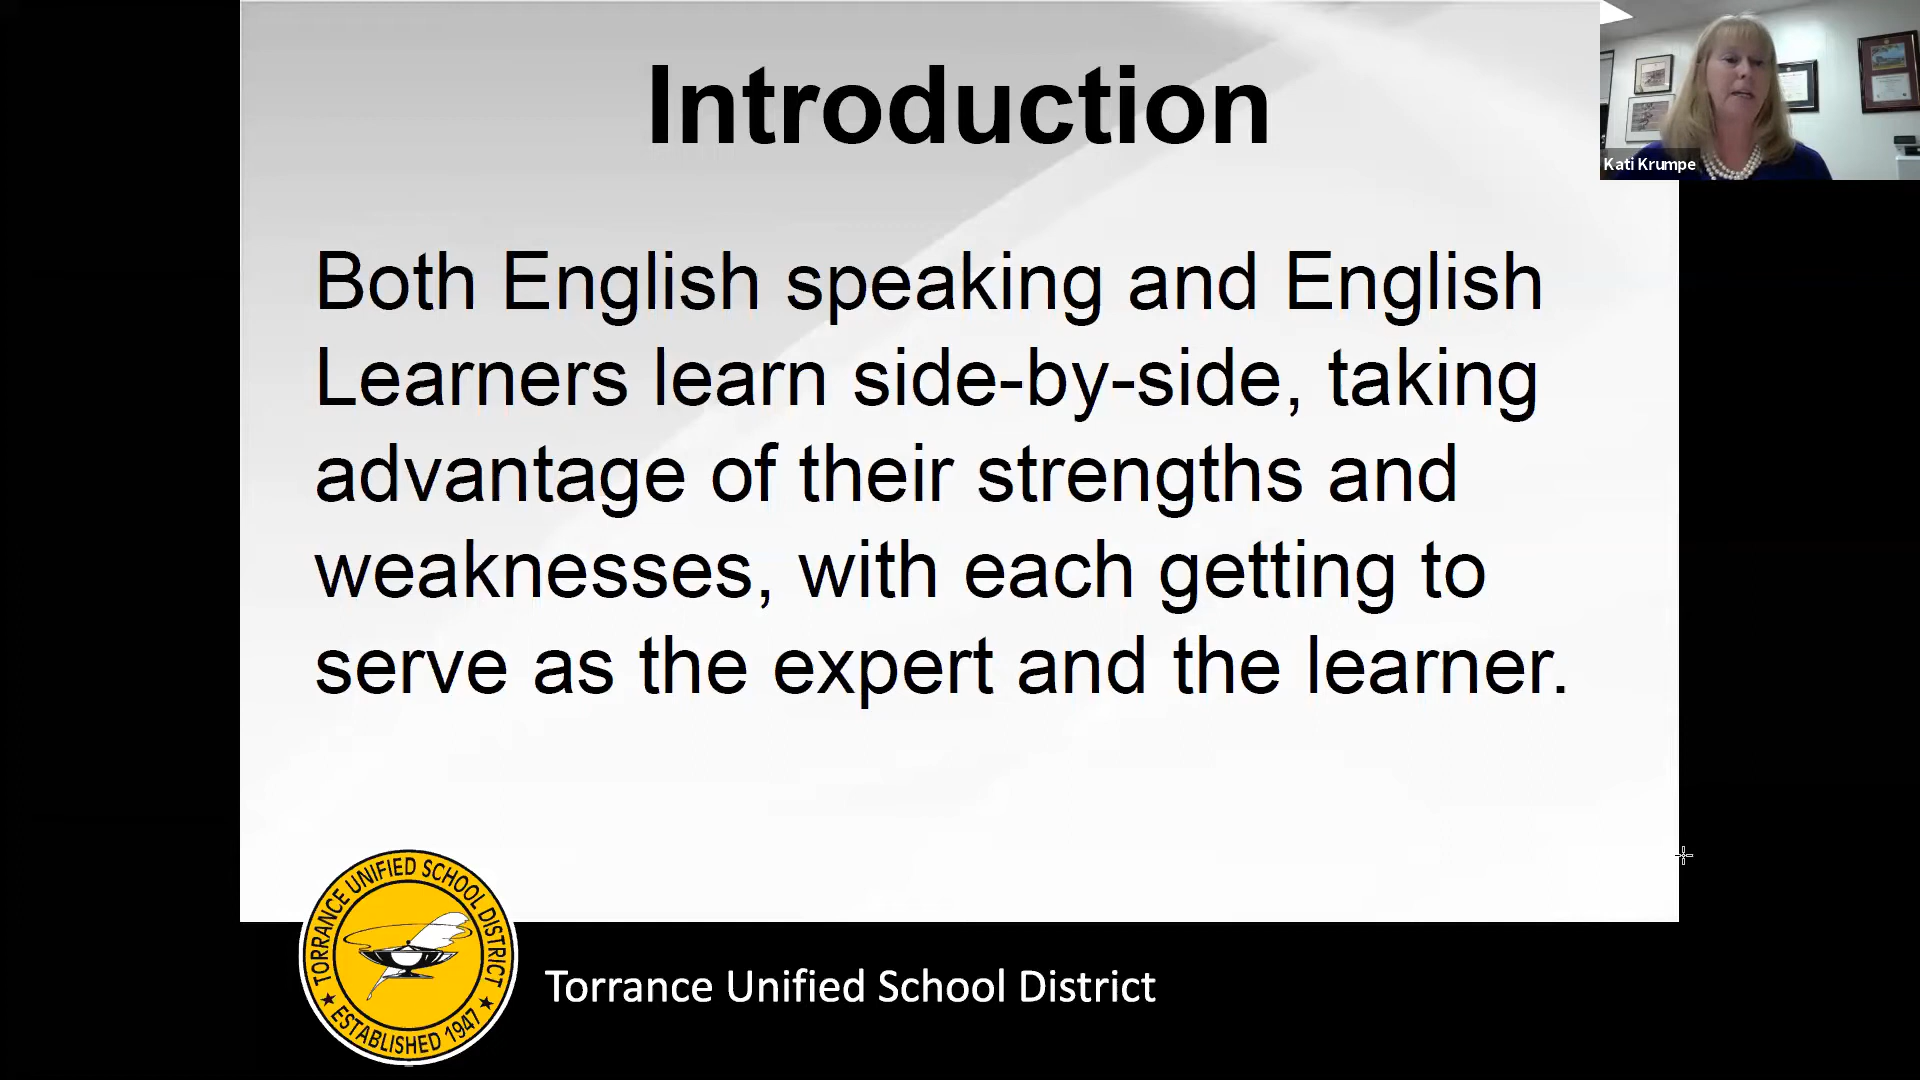 Introduction
Kati Krumpe
Both English speaking and English
Learners learn side-by-side, taking
advantage of their strengths and
weaknesses, with each getting to
serve as the expert and the learner.
TORRANCE UNIFIED SCHOOL DISTRICT
ESTABLISHED 1947
Torrance Unified School District